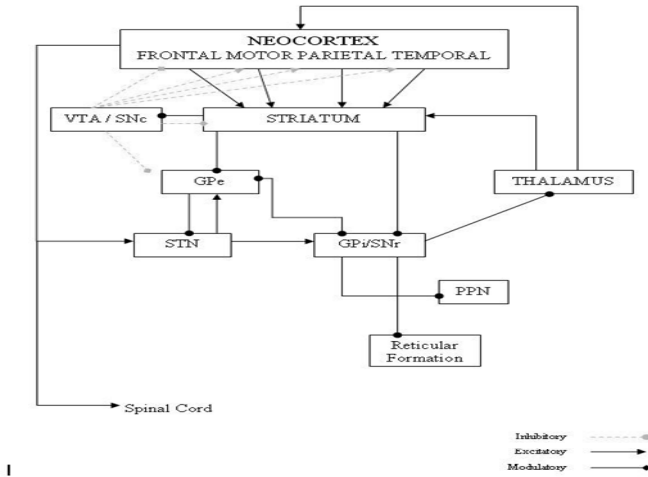 NEOCORTEX
FRONTAL MOTOR PARIETAL TEMPORAL
VTA / SNc
STRIATUM
GPe
THALAMUS
STN
GPi/SNr
PPN
Reticular
Formation
Spinal Cord
Inhibitory
Excitatory
Modulatory
I